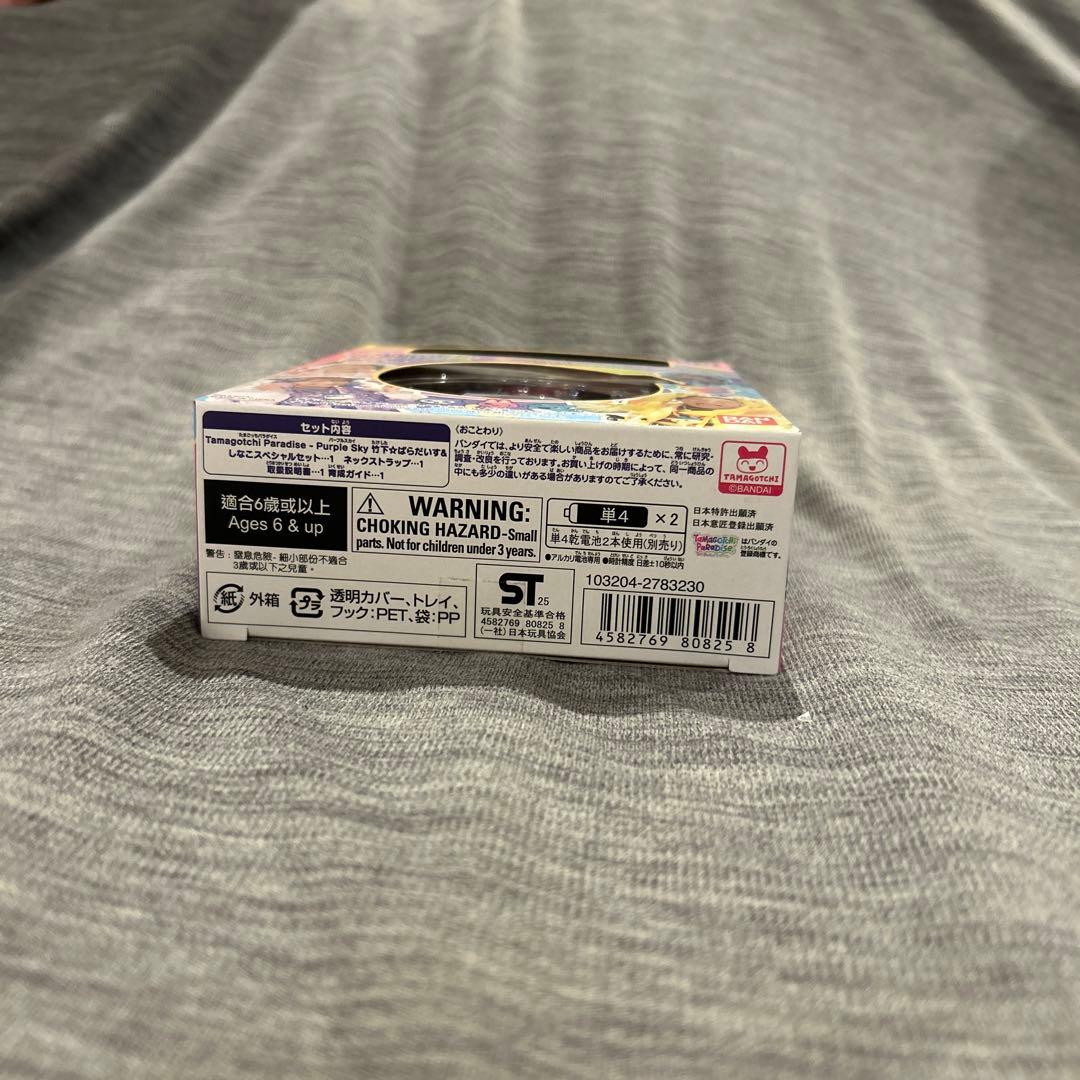 セット内容
Tamagotchi Paradise - Purple Sky 竹下☆ぱらだいす&
しなこスペシャルセット…1 ネックストラップ…1
取扱説明書…1 育成ガイド…1
〈おことわり〉
バンダイでは、より安全で楽しい商品をお届けするために、常に研究・
調査・改良を行っております。お買い上げの時期によって、同一商品の
中にも多少の違いがある場合がありますのでご了承ください。
BAN
TAMAGOTCHI
©BANDAI
適合6歲或以上
Ages 6 & up
警告：窒息危險- 細小部份不適合
3歲或以下之兒童。
WARNING:
CHOKING HAZARD-Small
parts. Not for children under 3 years.
単4 ×2
単4乾電池2本使用(別売り)
●アルカリ電池専用 ●時計精度 日差±10秒以内
日本特許出願済
日本意匠登録出願済
TAMAGOTCHI PARADISE はバンダイの
登録商標です。
紙 外箱
プラ 透明カバー、トレイ、
フック:PET、袋:PP
ST 25
玩具安全基準合格
4582769 80825 8
(一社)日本玩具協会
103204-2783230
4582769 80825 8